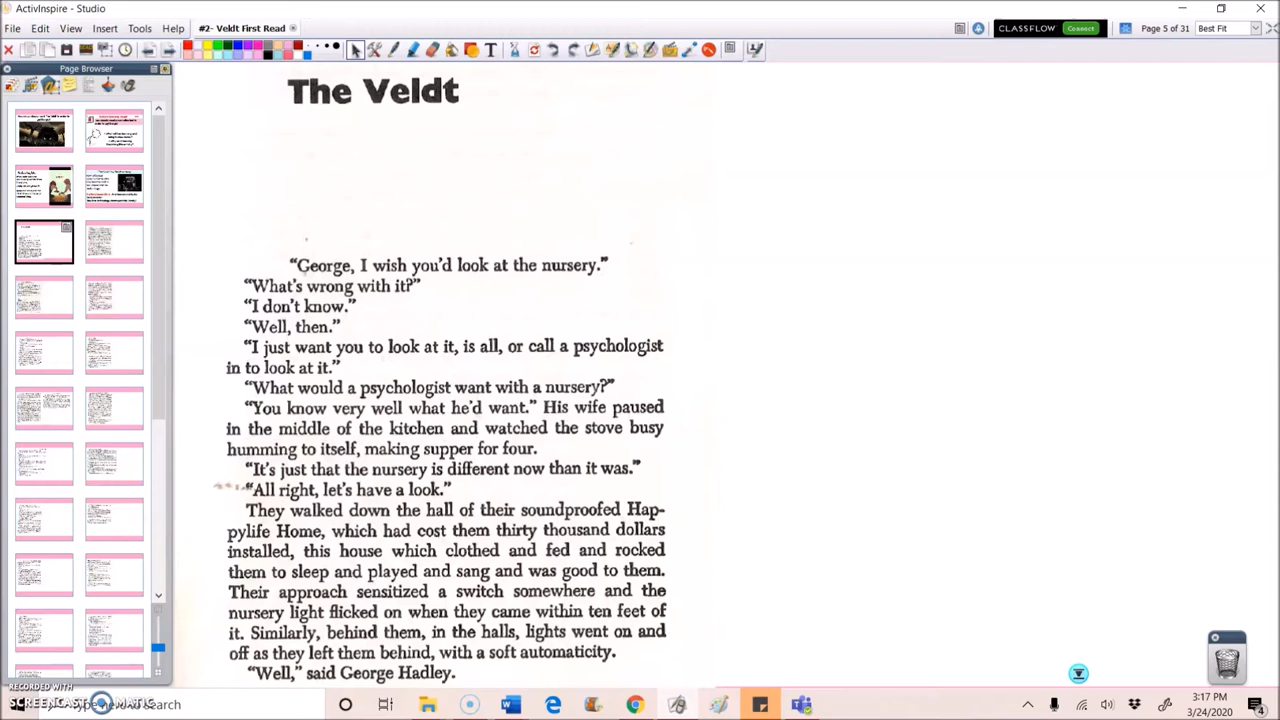 ActivInspire - Studio
File Edit View Insert Tools Help #2- Veldt First Read
CLASSFLOW Connect Page 5 of 31 Best Fit
Page Browser
The Veldt
“George, I wish you’d look at the nursery.”
“What’s wrong with it?”
“I don’t know.”
“Well, then.”
“I just want you to look at it, is all, or call a psychologist
in to look at it.”
“What would a psychologist want with a nursery?”
“You know very well what he’d want.” His wife paused
in the middle of the kitchen and watched the stove busy
humming to itself, making supper for four.
“It’s just that the nursery is different now than it was.”
“All right, let’s have a look.”
They walked down the hall of their soundproofed Hap-
pylife Home, which had cost them thirty thousand dollars
installed, this house which clothed and fed and rocked
them to sleep and played and sang and was good to them.
Their approach sensitized a switch somewhere and the
nursery light flicked on when they came within ten feet of
it. Similarly, behind them, in the halls, lights went on and
off as they left them behind, with a soft automaticity.
“Well,” said George Hadley.
RECORDED WITH
SCREENCAST MATIC
to search
3:17 PM
3/24/2020